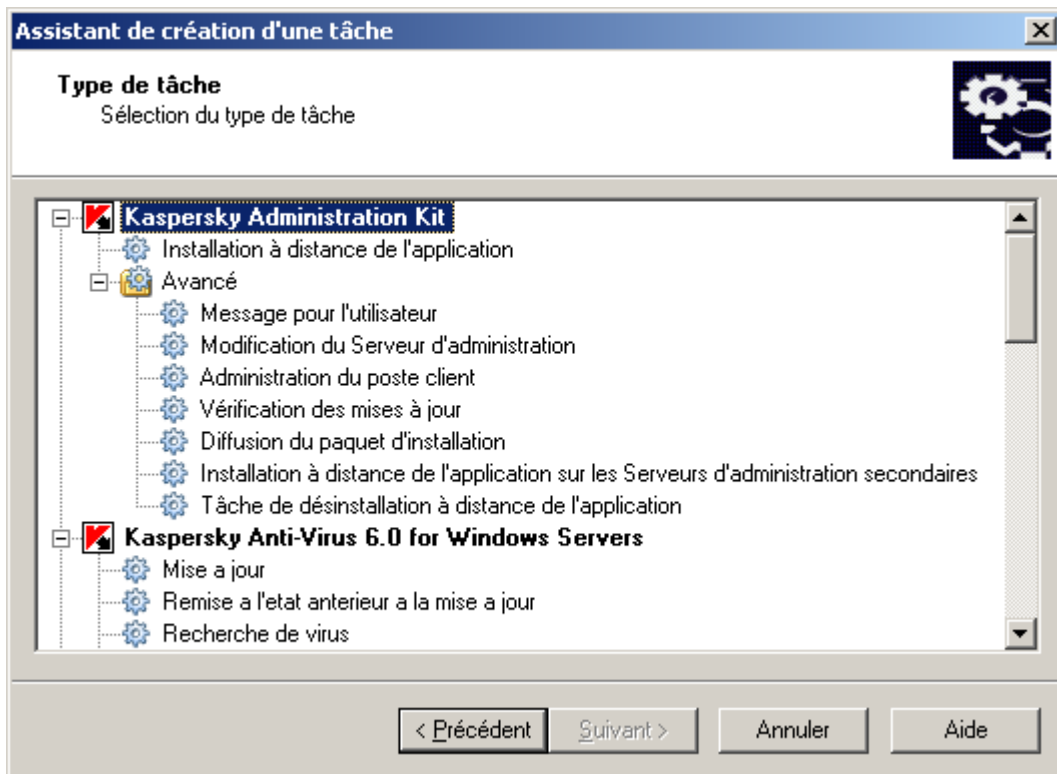 Assistant de création d'une tâche
Type de tâche
Sélection du type de tâche
Kaspersky Administration Kit
Installation à distance de l'application
Avancé
Message pour l'utilisateur
Modification du Serveur d'administration
Administration du poste client
Vérification des mises à jour
Diffusion du paquet d'installation
Installation à distance de l'application sur les Serveurs d'administration secondaires
Tâche de désinstallation à distance de l'application
Kaspersky Anti-Virus 6.0 for Windows Servers
Mise a jour
Remise a l'etat anterieur a la mise a jour
Recherche de virus
< Précédent
Suivant >
Annuler
Aide